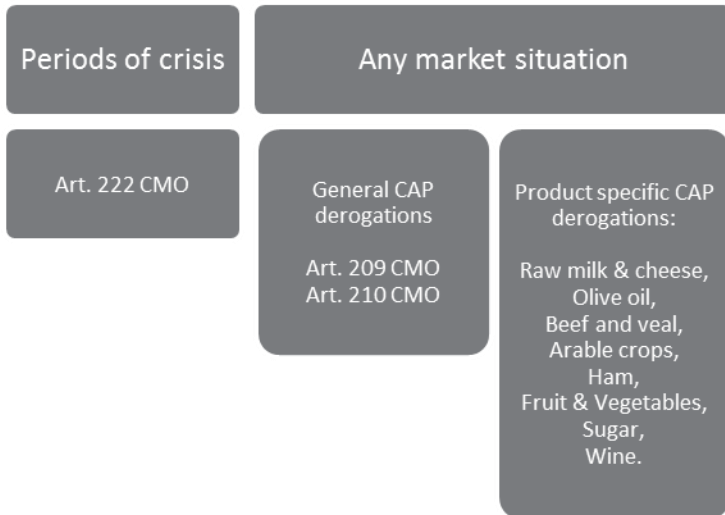 Periods of crisis
Any market situation
Art. 222 CMO
General CAP
derogations
Art. 209 CMO
Art. 210 CMO
Product specific CAP
derogations:
Raw milk & cheese,
Olive oil,
Beef and veal,
Arable crops,
Ham,
Fruit & Vegetables,
Sugar,
Wine.